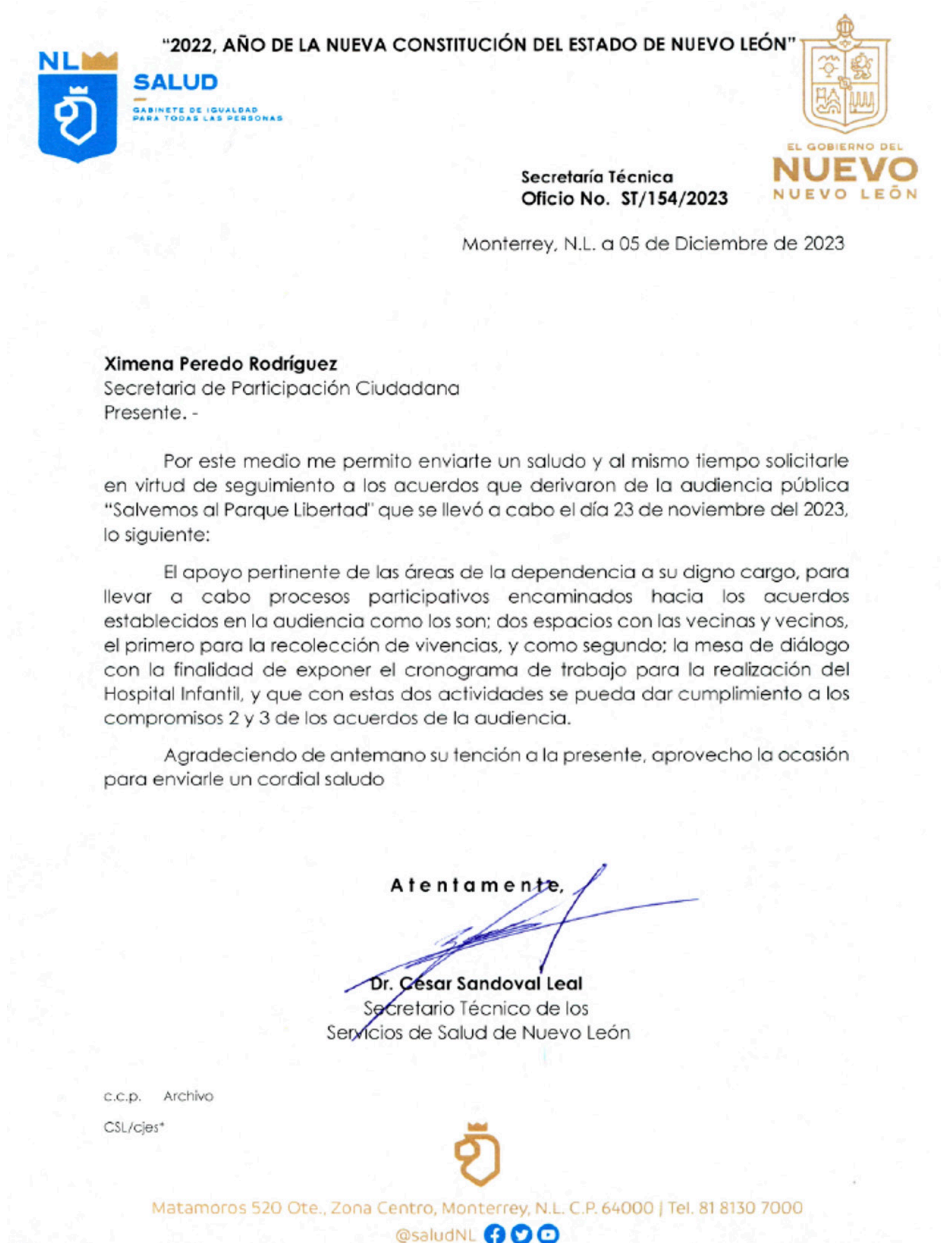 "2022, AÑO DE LA NUEVA CONSTITUCIÓN DEL ESTADO DE NUEVO LEÓN"
NL
SALUD
GABINETE DE IGUALDAD
PARA TODAS LAS PERSONAS
EL GOBIERNO DEL
NUEVO
NUEVO LEÓN
Secretaría Técnica
Oficio No. ST/154/2023
Monterrey, N.L. a 05 de Diciembre de 2023
Ximena Peredo Rodríguez
Secretaria de Participación Ciudadana
Presente. -
Por este medio me permito enviarte un saludo y al mismo tiempo solicitarle
en virtud de seguimiento a los acuerdos que derivaron de la audiencia pública
"Salvemos al Parque Libertad" que se llevó a cabo el día 23 de noviembre del 2023,
lo siguiente:
El apoyo pertinente de las áreas de la dependencia a su digno cargo, para
llevar a cabo procesos participativos encaminados hacia los acuerdos
establecidos en la audiencia como los son; dos espacios con las vecinas y vecinos,
el primero para la recolección de vivencias, y como segundo; la mesa de diálogo
con la finalidad de exponer el cronograma de trabajo para la realización del
Hospital Infantil, y que con estas dos actividades se pueda dar cumplimiento a los
compromisos 2 y 3 de los acuerdos de la audiencia.
Agradeciendo de antemano su tención a la presente, aprovecho la ocasión
para enviarle un cordial saludo
Atentamente,
Dr. César Sandoval Leal
Secretario Técnico de los
Servicios de Salud de Nuevo León
c.c.p. Archivo
CSL/cjes*
Matamoros 520 Ote., Zona Centro, Monterrey, N.L. C.P. 64000 | Tel. 81 8130 7000
@saludNL